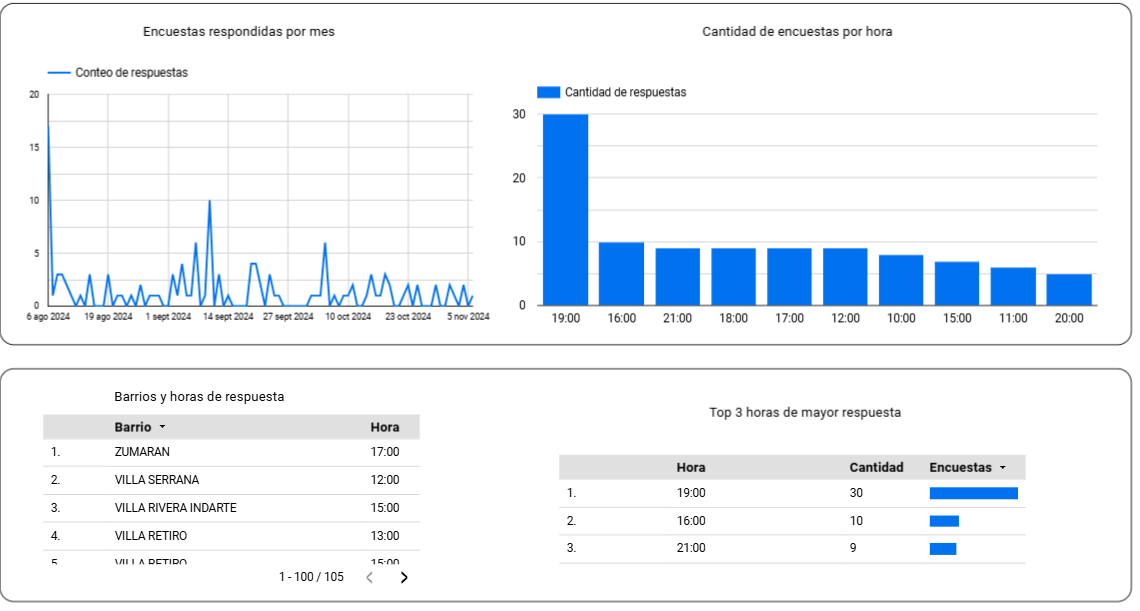 Encuestas respondidas por mes
Conteo de respuestas
20
15
10
5
0
6 ago 2024 19 ago 2024 1 sept 2024 14 sept 2024 27 sept 2024 10 oct 2024 23 oct 2024 5 nov 2024
Cantidad de encuestas por hora
Cantidad de respuestas
30
20
10
0
19:00 16:00 21:00 18:00 17:00 12:00 10:00 15:00 11:00 20:00
Barrios y horas de respuesta
Barrio Hora
1. ZUMARAN 17:00
2. VILLA SERRANA 12:00
3. VILLA RIVERA INDARTE 15:00
4. VILLA RETIRO 13:00
5. VILLA RETIRO 15:00
1 - 100 / 105
Top 3 horas de mayor respuesta
Hora Cantidad Encuestas
1. 19:00 30
2. 16:00 10
3. 21:00 9